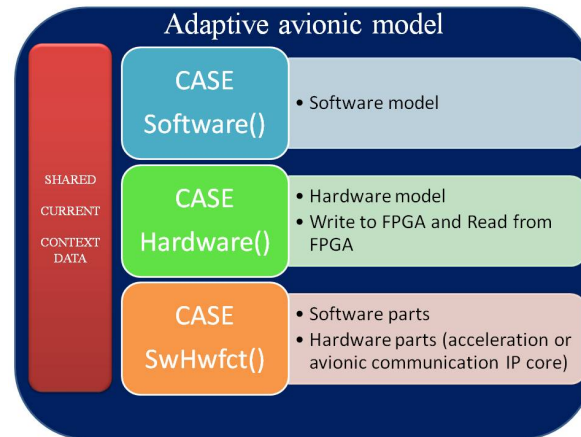 Adaptive avionic model
SHARED
CURRENT
CONTEXT
DATA
CASE
Software()
• Software model
CASE
Hardware()
• Hardware model
• Write to FPGA and Read from
FPGA
CASE
SwHwfct()
• Software parts
• Hardware parts (acceleration or
avionic communication IP core)